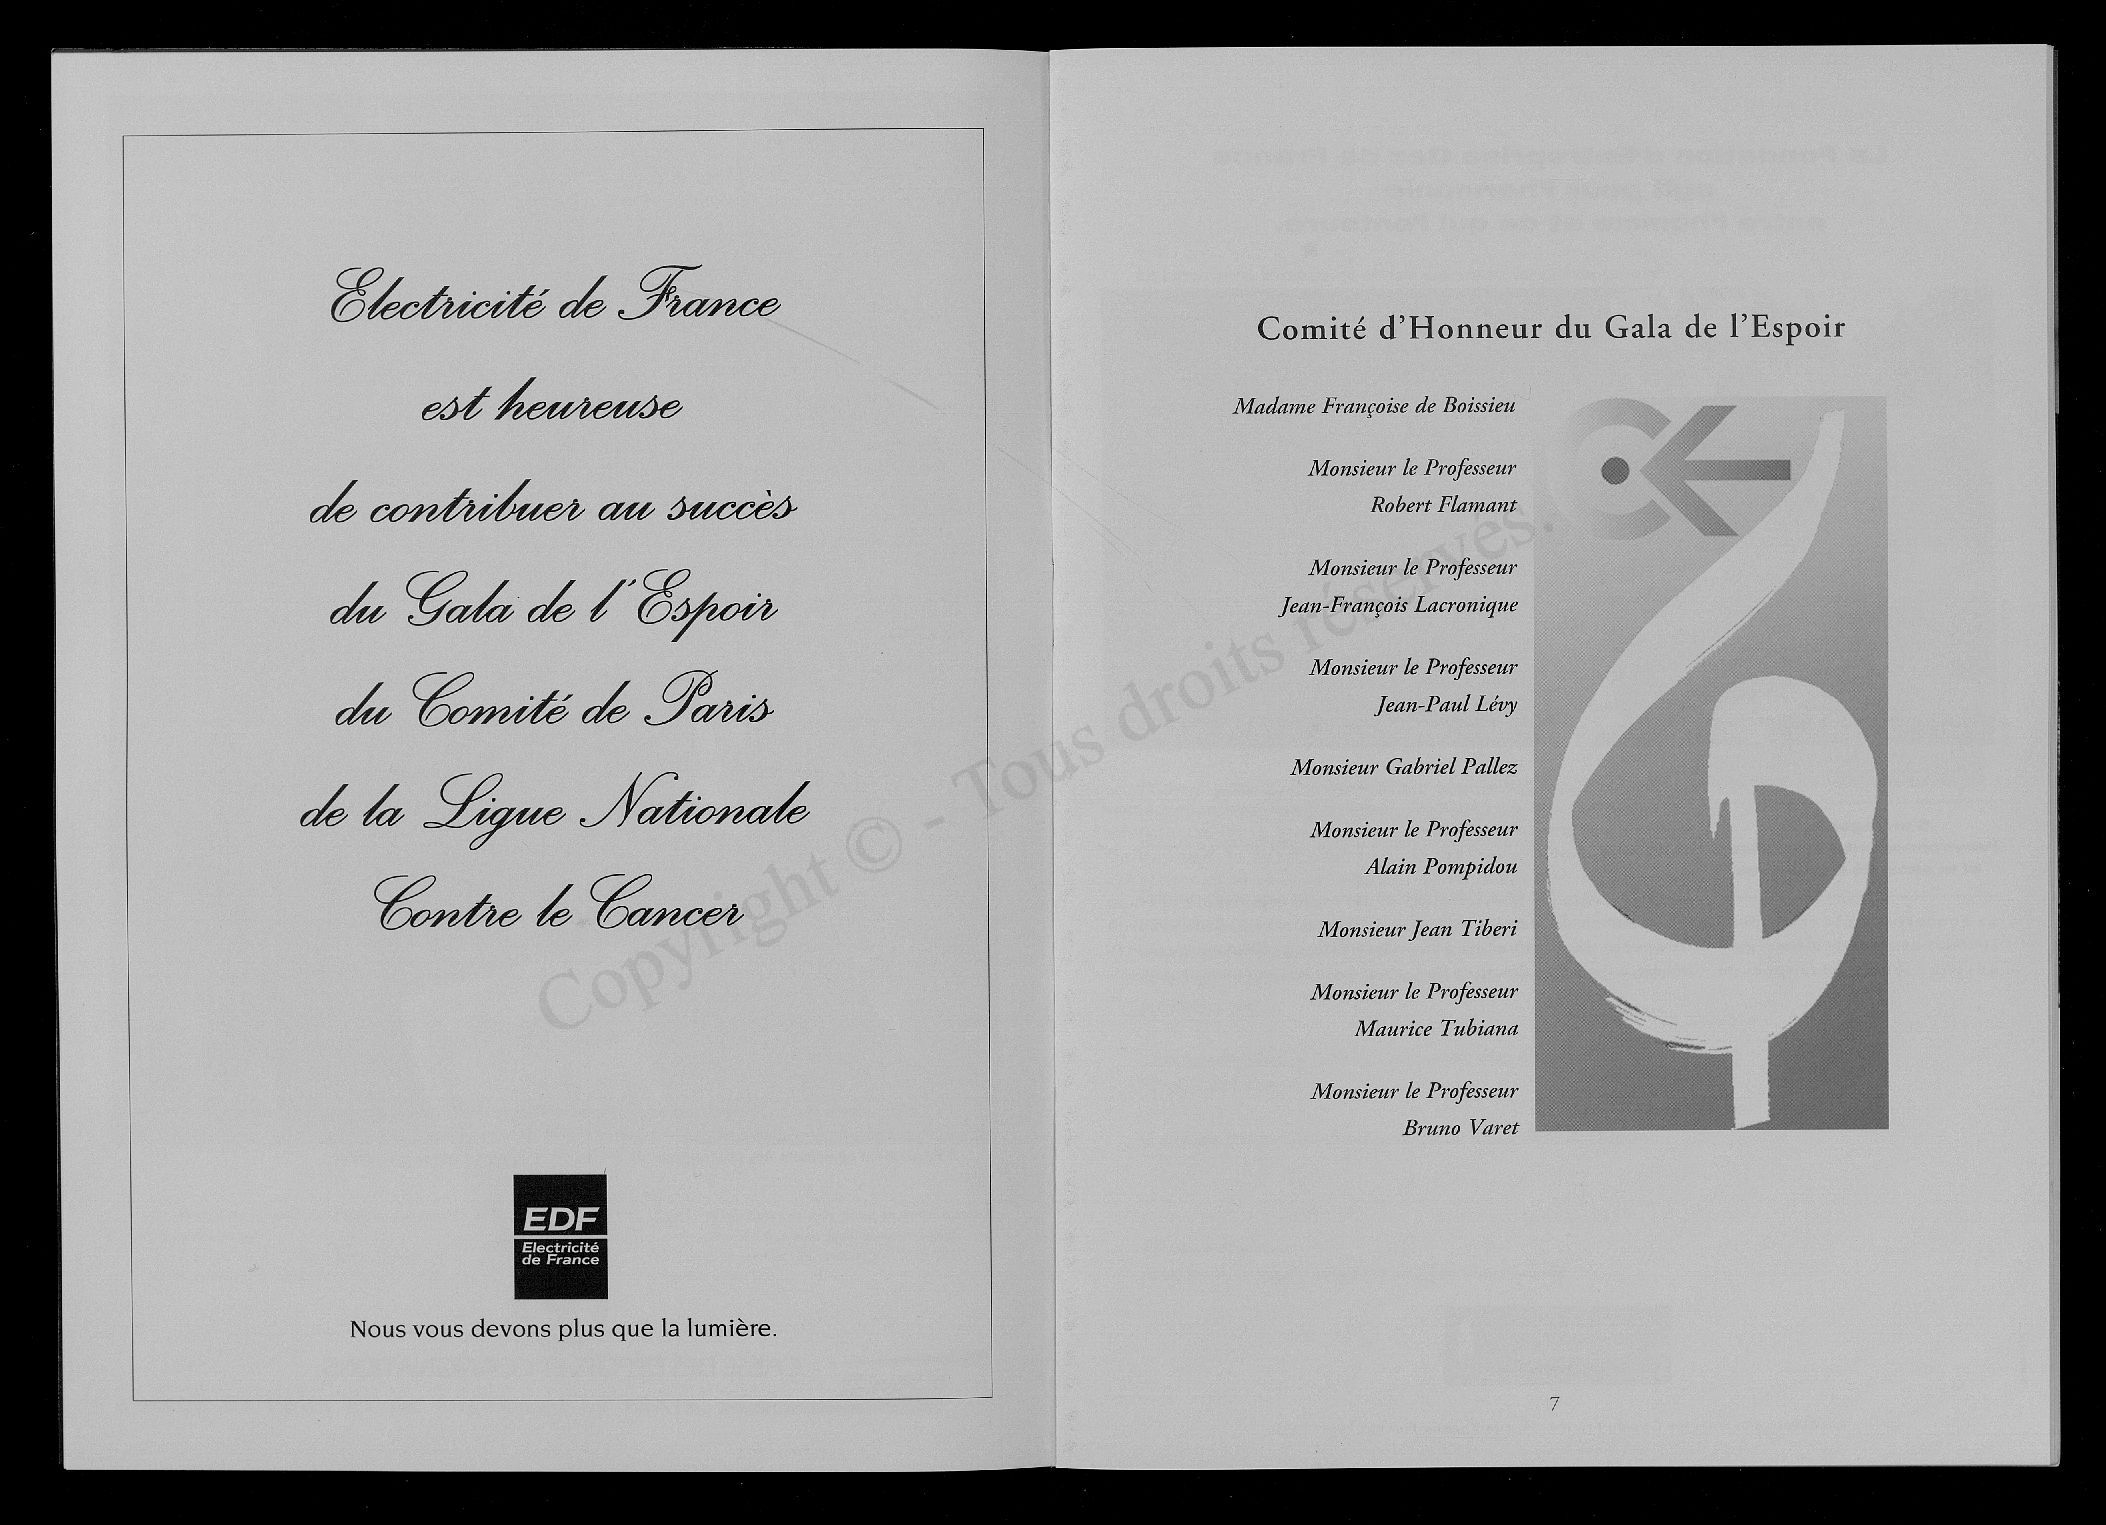 Electricité de France
est heureuse
de contribuer au succès
du Gala de l'Espoir
du Comité de Paris
de la Ligue Nationale
Contre le Cancer
EDF
Electricité
de France
Nous vous devons plus que la lumière.
Comité d'Honneur du Gala de l'Espoir
Madame Françoise de Boissieu
Monsieur le Professeur
Robert Flamant
Monsieur le Professeur
Jean-François Lacronique
Monsieur le Professeur
Jean-Paul Lévy
Monsieur Gabriel Pallez
Monsieur le Professeur
Alain Pompidou
Monsieur Jean Tiberi
Monsieur le Professeur
Maurice Tubiana
Monsieur le Professeur
Bruno Varet
7
Copyright © - Tous droits réservés.